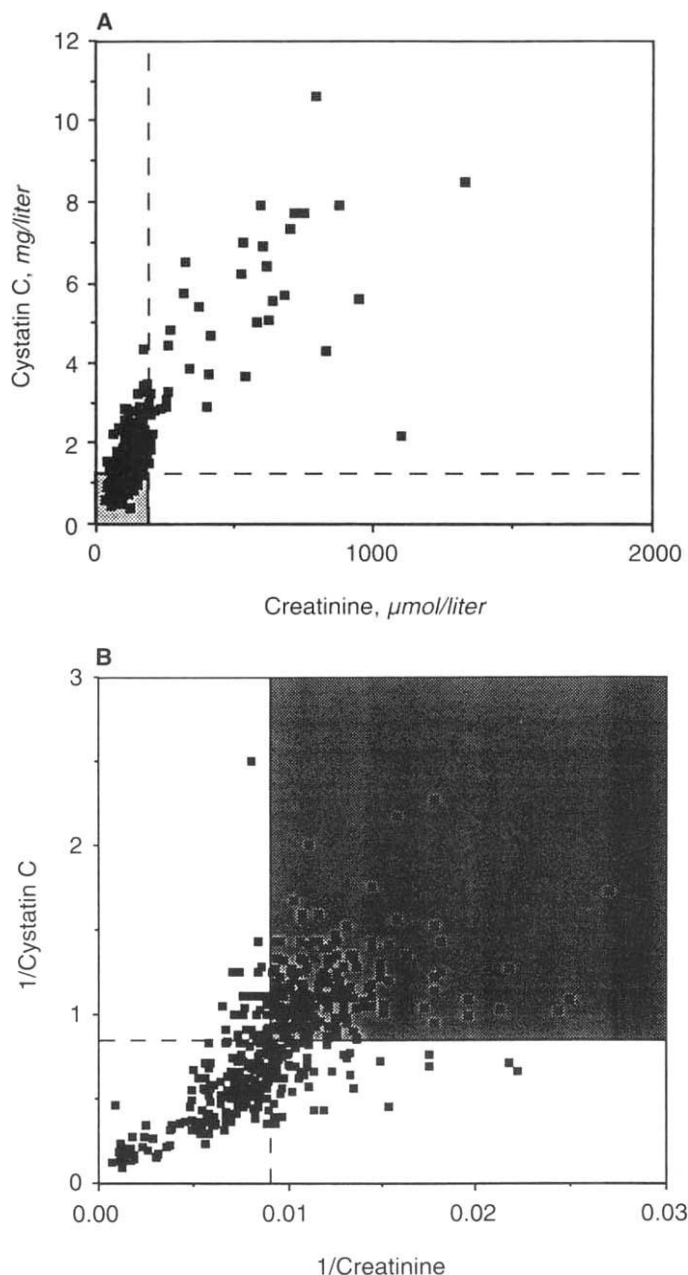 A
12
10
8
6
4
2
0
Cystatin C, mg/liter
0 1000 2000
Creatinine, µmol/liter
B
3
2
1
0
1/Cystatin C
0.00 0.01 0.02 0.03
1/Creatinine